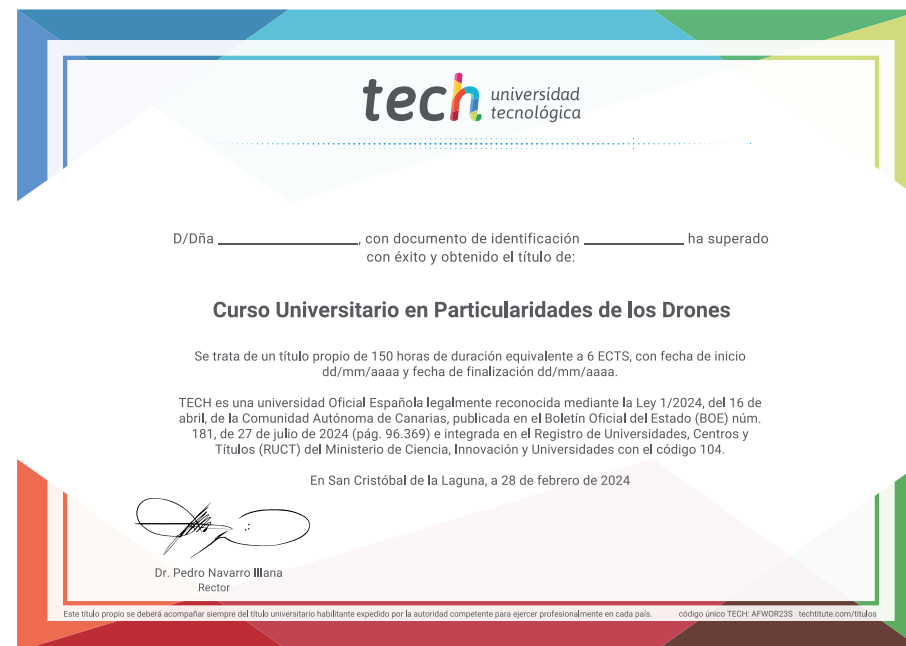 tech universidad
tecnológica
D/Dña ______________, con documento de identificación __________ ha superado
con éxito y obtenido el título de:
Curso Universitario en Particularidades de los Drones
Se trata de un título propio de 150 horas de duración equivalente a 6 ECTS, con fecha de inicio
dd/mm/aaaa y fecha de finalización dd/mm/aaaa.
TECH es una universidad Oficial Española legalmente reconocida mediante la Ley 1/2024, del 16 de
abril, de la Comunidad Autónoma de Canarias, publicada en el Boletín Oficial del Estado (BOE) núm.
181, de 27 de julio de 2024 (pág. 96.369) e integrada en el Registro de Universidades, Centros y
Títulos (RUCT) del Ministerio de Ciencia, Innovación y Universidades con el código 104.
En San Cristóbal de la Laguna, a 28 de febrero de 2024
Dr. Pedro Navarro Illana
Rector
Este título propio se deberá acompañar siempre del título universitario habilitante expedido por la autoridad competente para ejercer profesionalmente en cada país. código único TECH: AFWOR23S techtitute.com/titulos